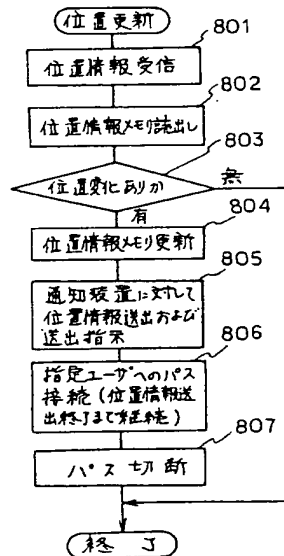 位置更新
801
位置情報受信
802
位置情報メモリ読出し
803
位置変化ありか
無
有
804
位置情報メモリ更新
805
通知装置に対して
位置情報送出および
送出指示
806
指定ユーザへのパス
接続(位置情報送
出終了まで継続)
807
パス切断
終了